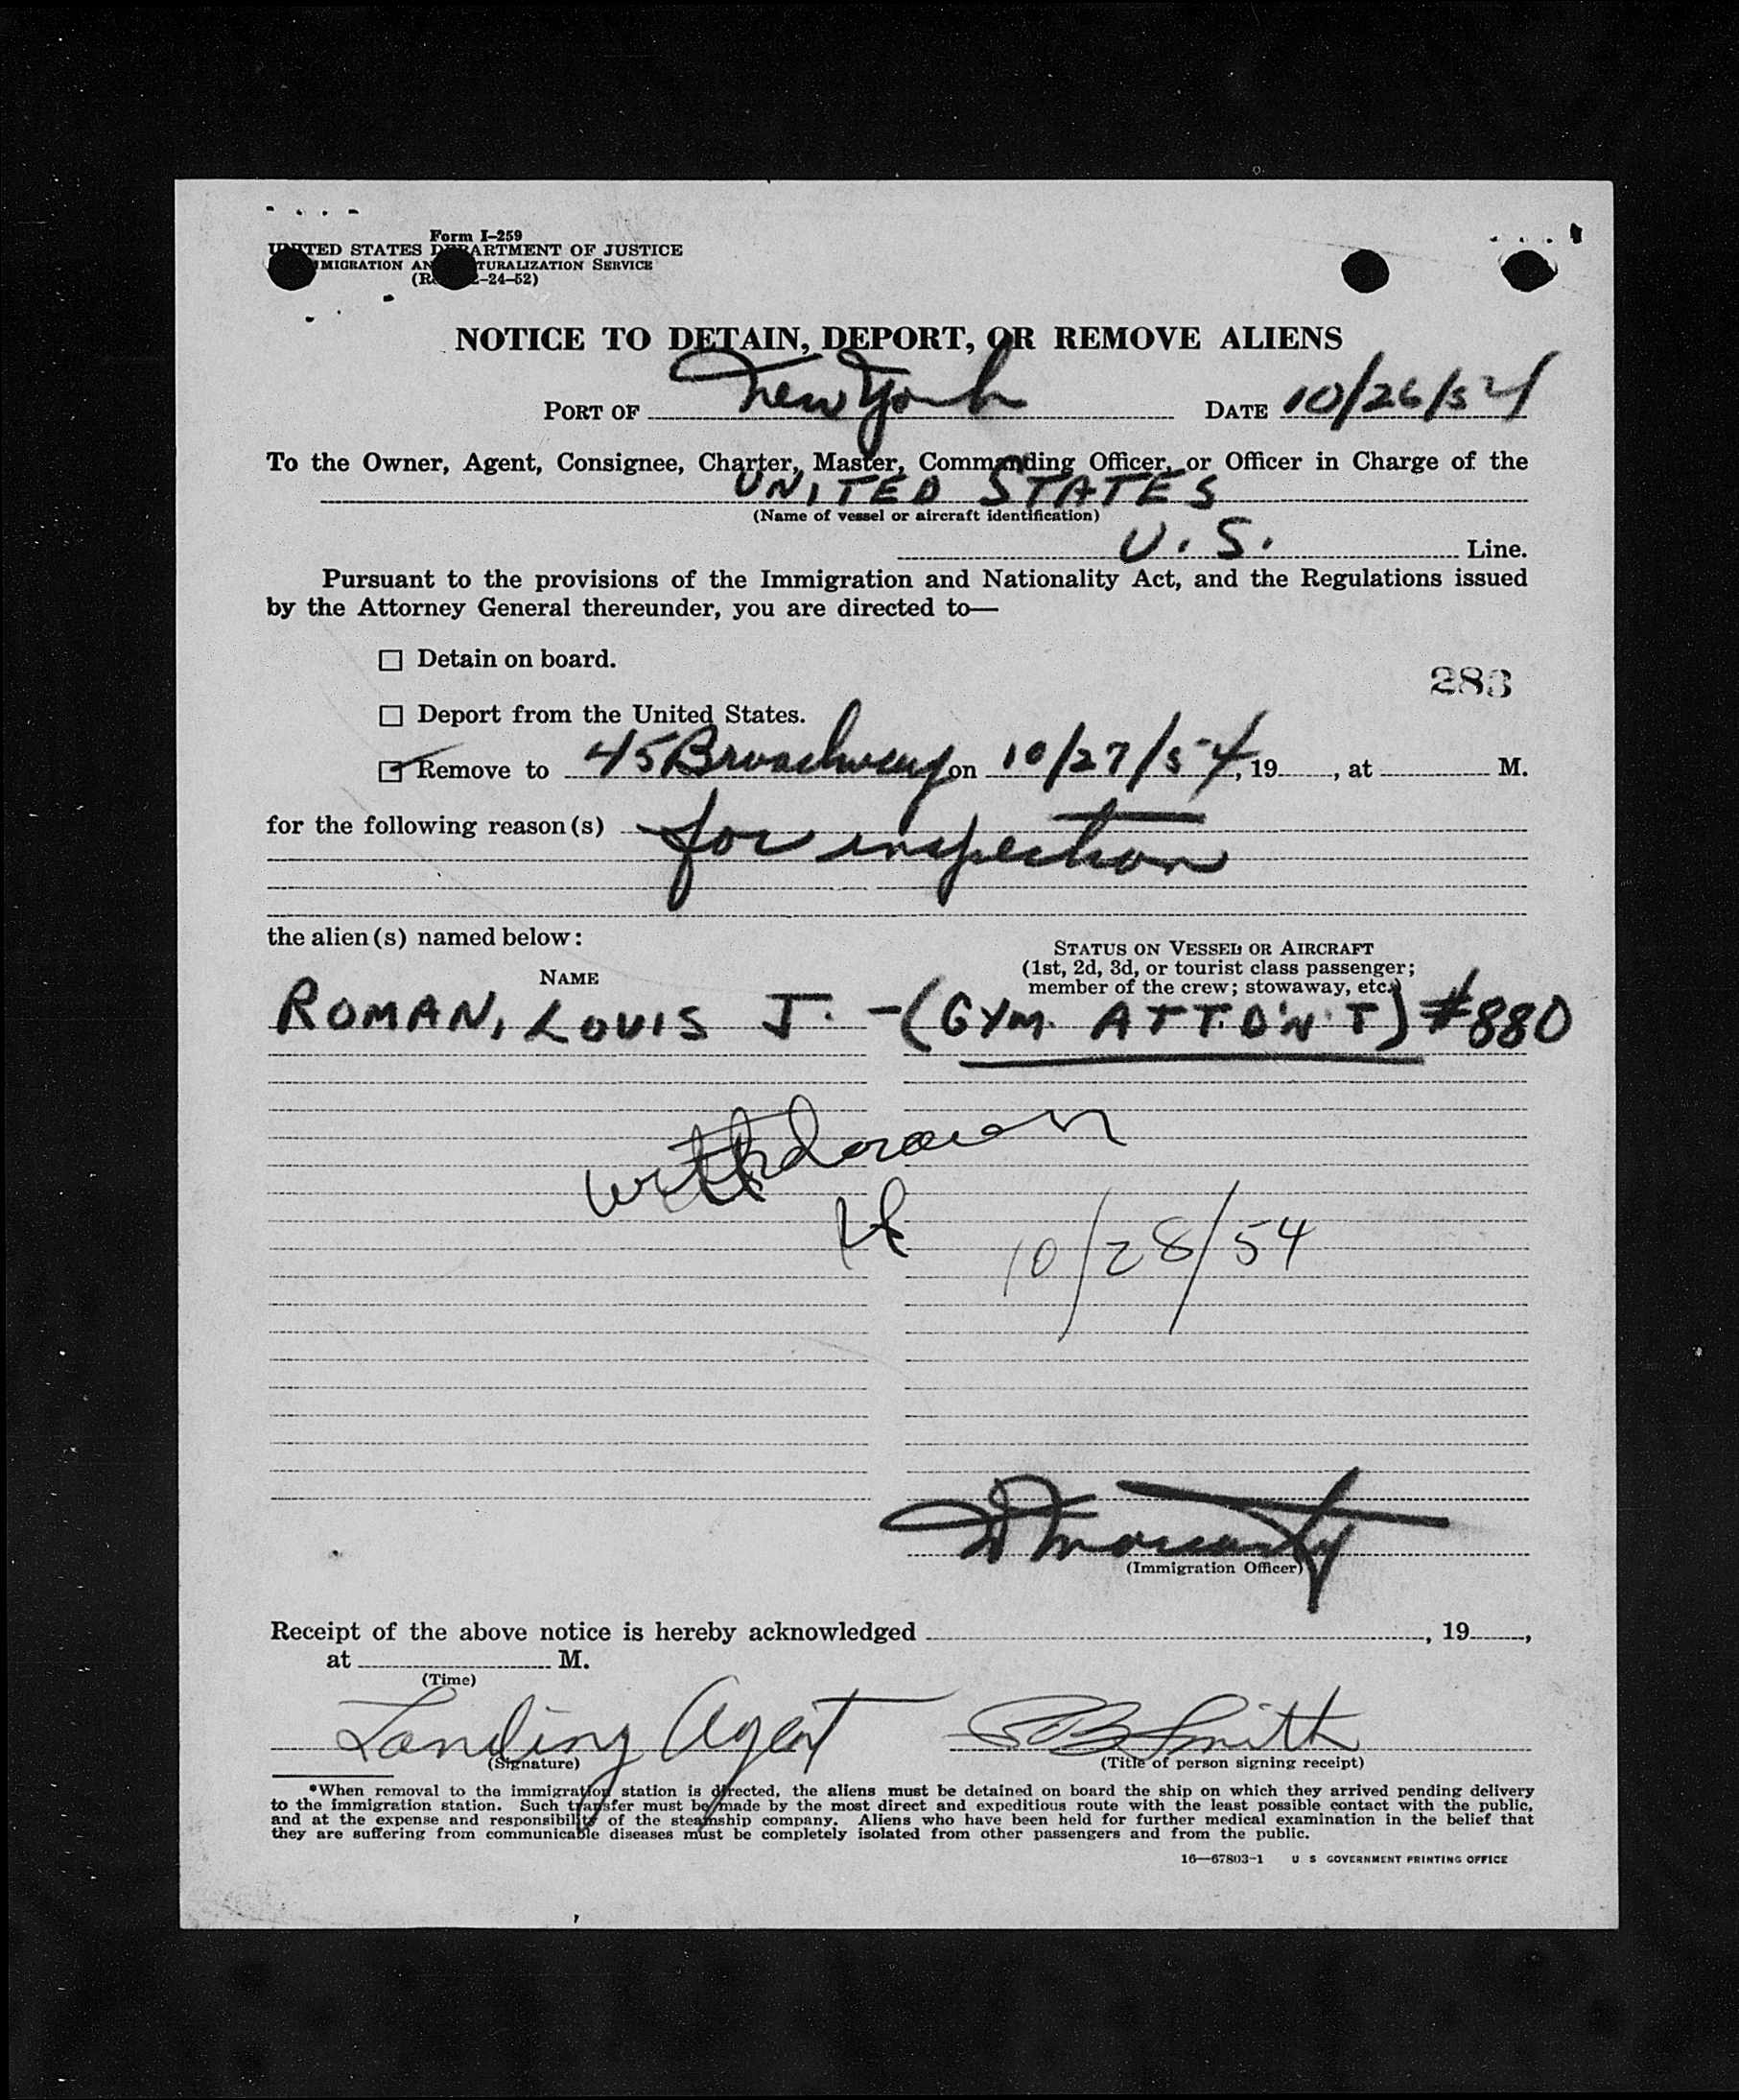 Form I-259
UNITED STATES DEPARTMENT OF JUSTICE
IMMIGRATION AND NATURALIZATION SERVICE
-24-52)
NOTICE TO DETAIN, DEPORT, OR REMOVE ALIENS
PORT OF New York DATE 10/26/54
To the Owner, Agent, Consignee, Charter, Master, Commanding Officer, or Officer in Charge of the
UNITED STATES
(Name of vessel or aircraft identification)
U.S. Line.
Pursuant to the provisions of the Immigration and Nationality Act, and the Regulations issued
by the Attorney General thereunder, you are directed to—
☐ Detain on board.
283
☐ Deport from the United States.
☑ Remove to 45 Broadway on 10/27/54, 19 , at M.
for the following reason(s) for inspection
the alien(s) named below:
STATUS ON VESSEL OR AIRCRAFT
NAME (1st, 2d, 3d, or tourist class passenger;
member of the crew; stowaway, etc.)
ROMAN, LOUIS J. - (GYM. ATTD'N'T) #880
withdrawn
10/28/54
(Immigration Officer)
Receipt of the above notice is hereby acknowledged , 19 ,
at M.
(Time)
Landing Agent Smith
(Signature) (Title of person signing receipt)
*When removal to the immigration station is directed, the aliens must be detained on board the ship on which they arrived pending delivery
to the immigration station. Such transfer must be made by the most direct and expeditious route with the least possible contact with the public,
and at the expense and responsibility of the steamship company. Aliens who have been held for further medical examination in the belief that
they are suffering from communicable diseases must be completely isolated from other passengers and from the public.
16—67803-1 U S GOVERNMENT PRINTING OFFICE